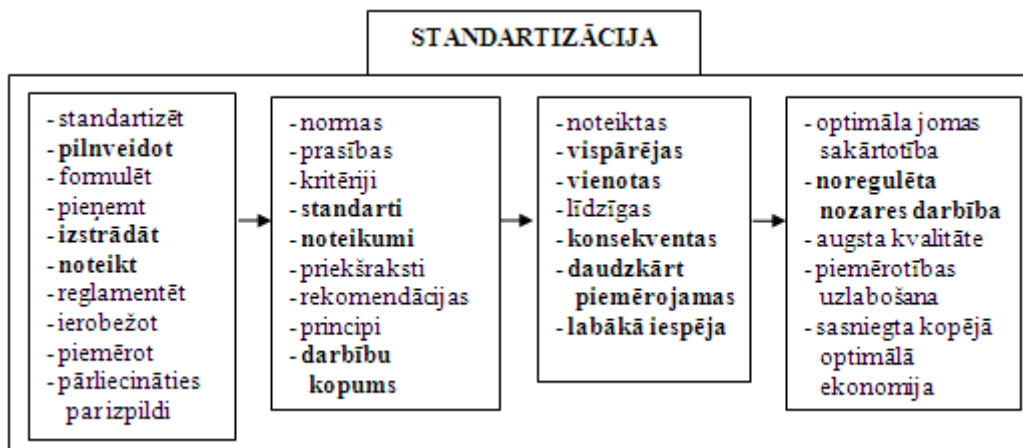 STANDARTIZĀCIJA
- standartizēt
- pilnveidot
- formulēt
- pieņemt
- izstrādāt
- noteikt
- reglamentēt
- ierobežot
- piemērot
- pārliecināties
par izpildi
- normas
- prasības
- kritēriji
- standarti
- noteikumi
- priekšraksti
- rekomendācijas
- principi
- darbību
kopums
- noteiktas
- vispārējas
- vienotas
- līdzīgas
- konsekventas
- daudzkārt
piemērojamas
- labākā iespēja
- optimāla jomas
sakārtotība
- noregulēta
nozares darbība
- augsta kvalitāte
- piemērotības
uzlabošana
- sasniegta kopējā
optimālā
ekonomija